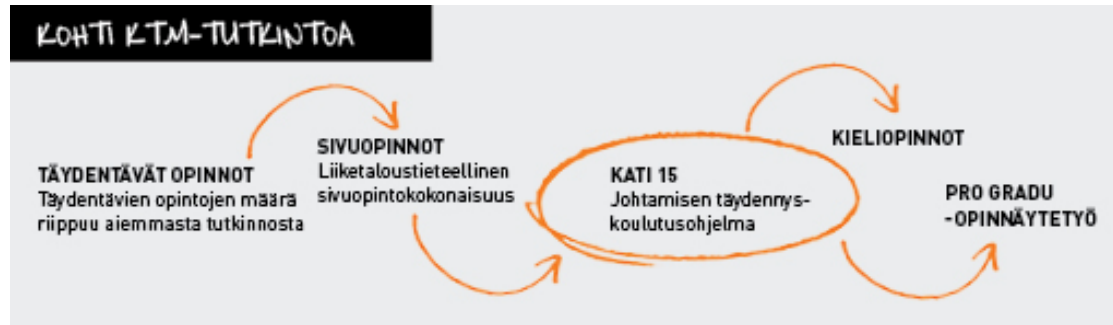 KOHTI KTM-TUTKINTOA
TÄYDENTÄVÄT OPINNOT
Täydentävien opintojen määrä
riippuu aiemmasta tutkinnosta
SIVUOPINNOT
Liiketaloustieteellinen
sivuopintokokonaisuus
KATI 15
Johtamisen täydennys-
koulutusohjelma
KIELIOPINNOT
PRO GRADU
-OPINNÄYTETYÖ